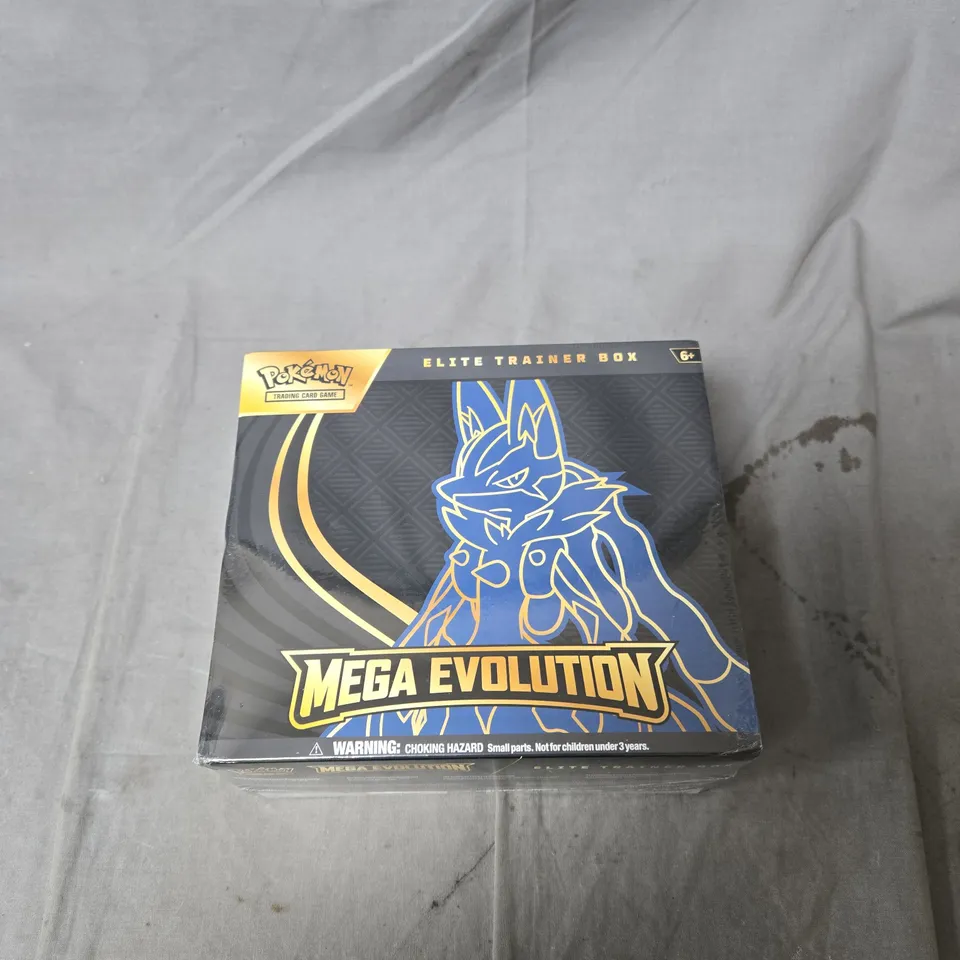 POKéMON
TRADING CARD GAME
ELITE TRAINER BOX
6+
MEGA EVOLUTION
WARNING: CHOKING HAZARD Small parts. Not for children under 3 years.
POKéMON MEGA EVOLUTION ELITE TRAINER